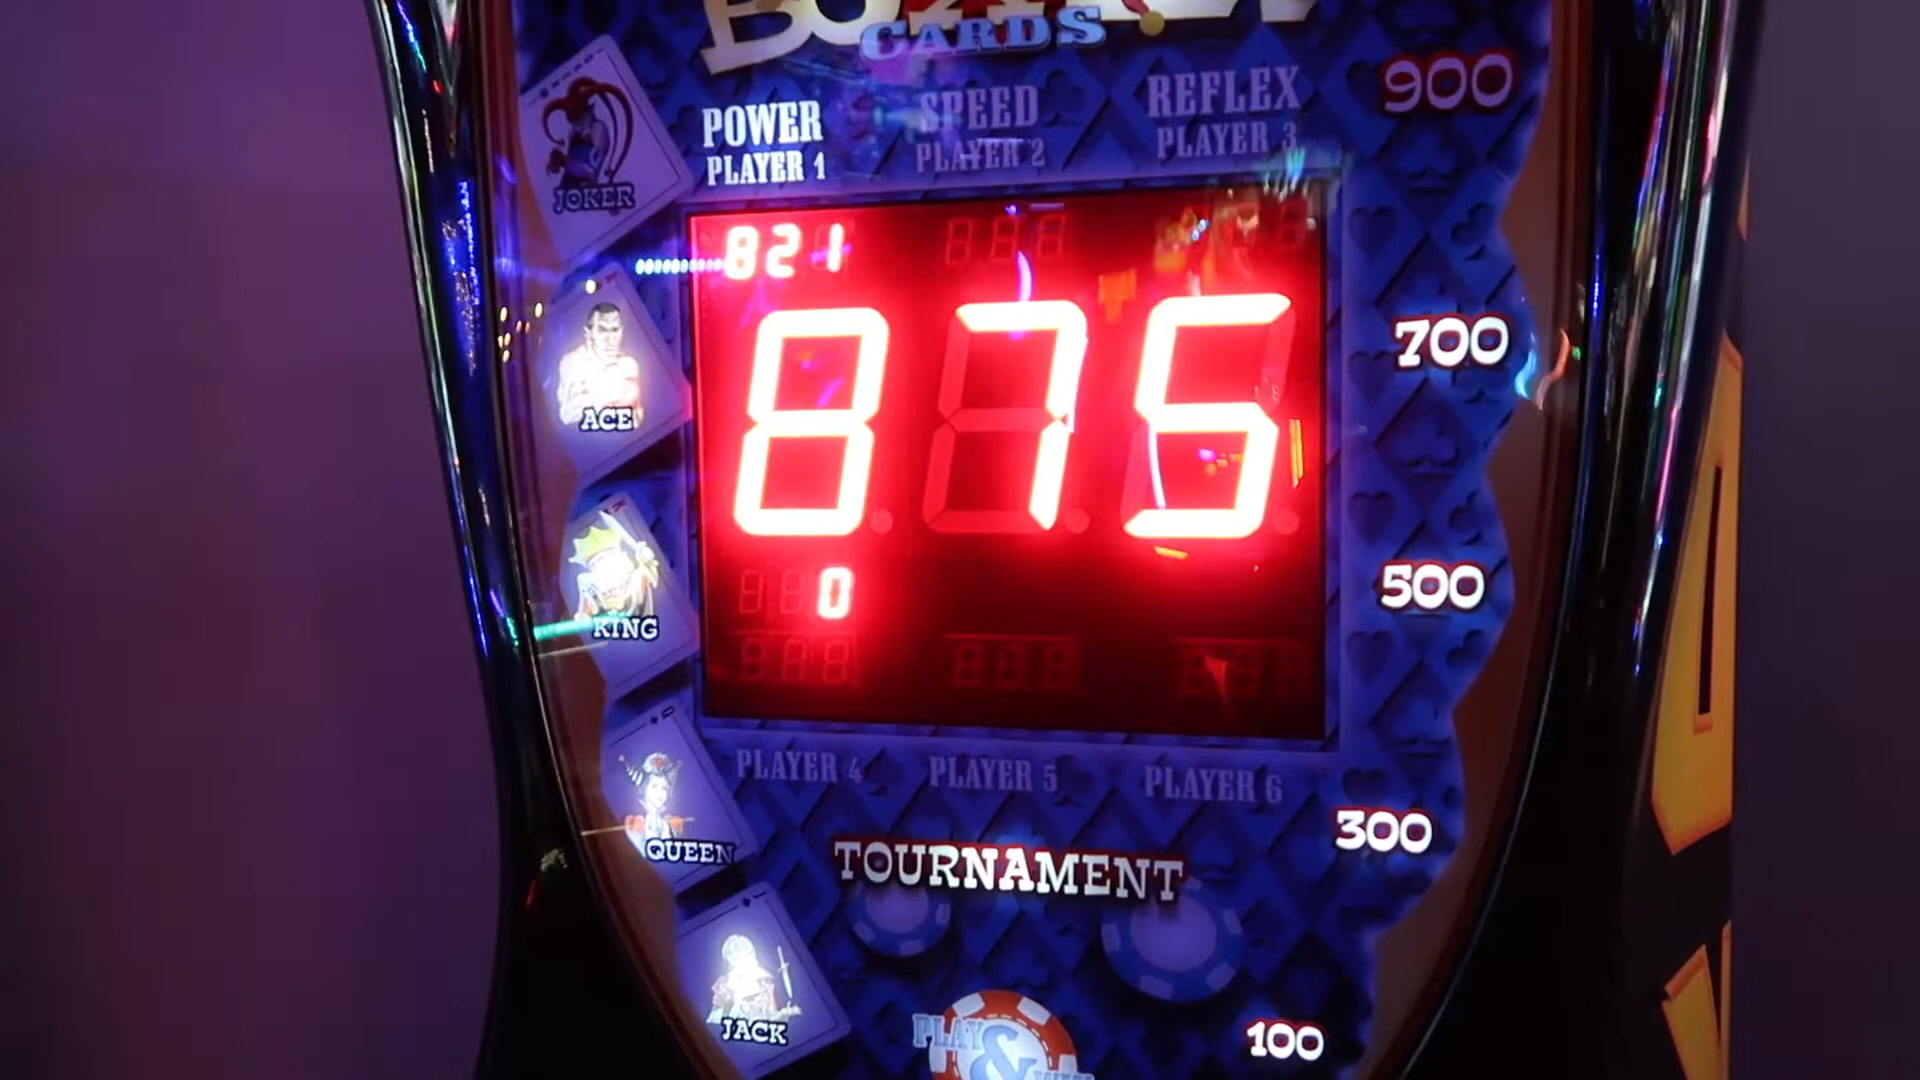 CARDS
POWER
PLAYER 1
SPEED
PLAYER 2
REFLEX
PLAYER 3
900
JOKER
821
875
700
ACE
0
500
KING
PLAYER 4
PLAYER 5
PLAYER 6
300
QUEEN
TOURNAMENT
JACK
PLAY
&
100